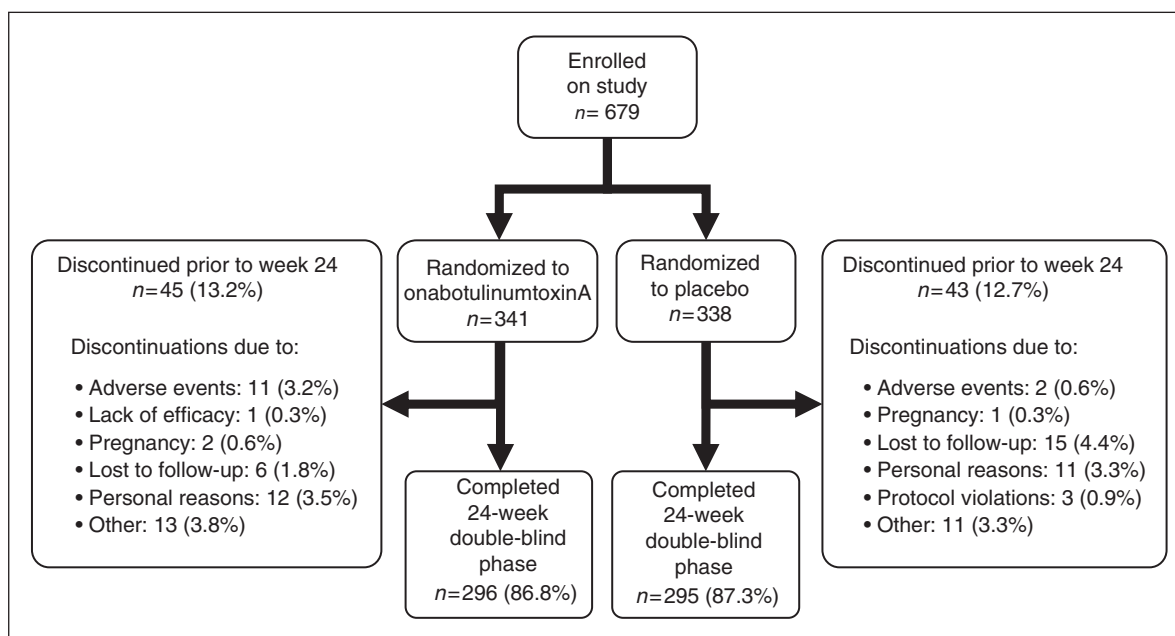 Enrolled
on study
n= 679
Discontinued prior to week 24
n=45 (13.2%)
Discontinuations due to:
• Adverse events: 11 (3.2%)
• Lack of efficacy: 1 (0.3%)
• Pregnancy: 2 (0.6%)
• Lost to follow-up: 6 (1.8%)
• Personal reasons: 12 (3.5%)
• Other: 13 (3.8%)
Randomized to
onabotulinumtoxinA
n=341
Randomized
to placebo
n=338
Discontinued prior to week 24
n=43 (12.7%)
Discontinuations due to:
• Adverse events: 2 (0.6%)
• Pregnancy: 1 (0.3%)
• Lost to follow-up: 15 (4.4%)
• Personal reasons: 11 (3.3%)
• Protocol violations: 3 (0.9%)
• Other: 11 (3.3%)
Completed
24-week
double-blind
phase
n=296 (86.8%)
Completed
24-week
double-blind
phase
n=295 (87.3%)